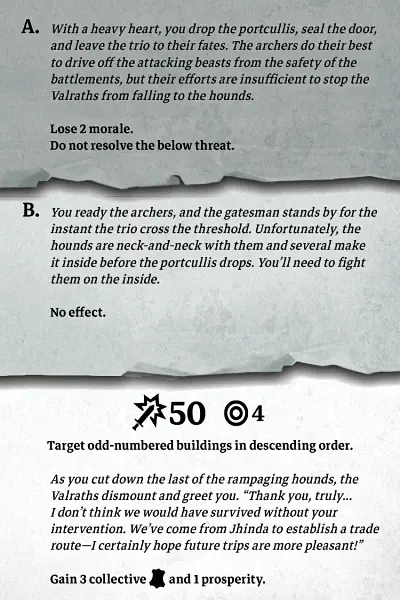 A. With a heavy heart, you drop the portcullis, seal the door,
and leave the trio to their fates. The archers do their best
to drive off the attacking beasts from the safety of the
battlements, but their efforts are insufficient to stop the
Valraths from falling to the hounds.
Lose 2 morale.
Do not resolve the below threat.
B. You ready the archers, and the gatesman stands by for the
instant the trio cross the threshold. Unfortunately, the
hounds are neck-and-neck with them and several make
it inside before the portcullis drops. You’ll need to fight
them on the inside.
No effect.
50 4
Target odd-numbered buildings in descending order.
As you cut down the last of the rampaging hounds, the
Valraths dismount and greet you. “Thank you, truly...
I don’t think we would have survived without your
intervention. We’ve come from Jhinda to establish a trade
route—I certainly hope future trips are more pleasant!”
Gain 3 collective and 1 prosperity.